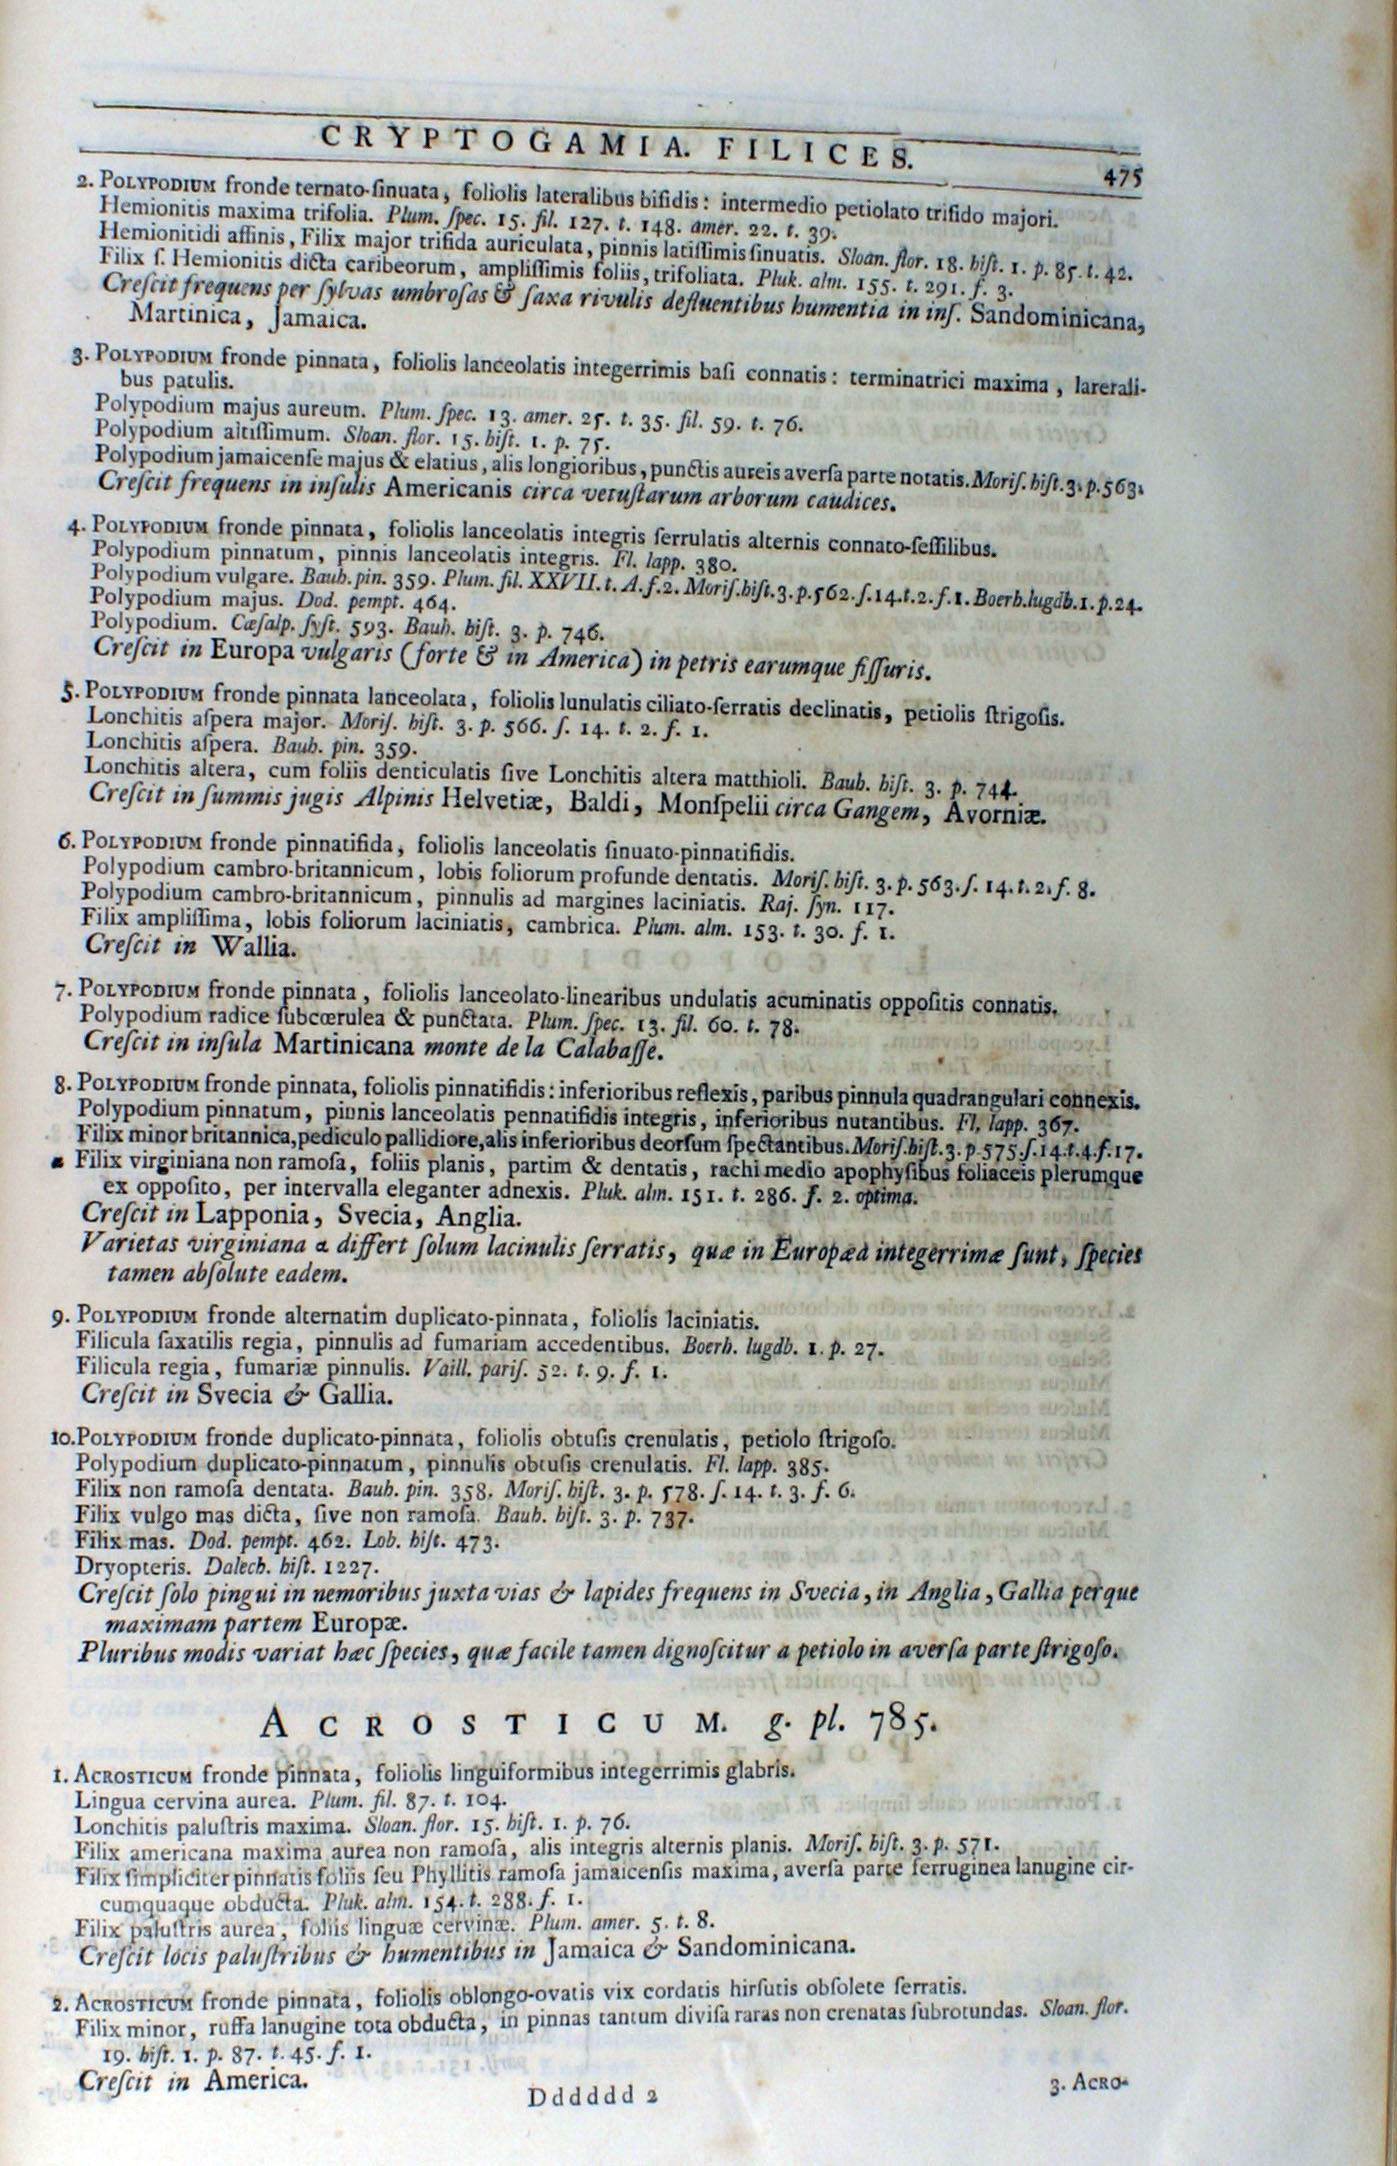 CRYPTOGAMIA. FILICES.
475
2. POLYPODIUM fronde ternato-ſinuata, foliolis lateralibus bifidis: intermedio petiolato trifido majori.
Hemionitis maxima trifolia. Plum. ſpec. 15. fil. 127. t. 148. amer. 22. t. 39.
Hemionitidi affinis, Filix major trifida auriculata, pinnis latiſſimis ſinuatis. Sloan. flor. 18. hiſt. 1. p. 85. t. 42.
Filix ſ. Hemionitis dicta caribeorum, ampliſſimis foliis, trifoliata. Pluk. alm. 155. t. 291. f. 3.
Creſcit frequens per ſylvas umbroſas & ſaxa rivulis defluentibus humentia in inſ. Sandominicana,
Martinica, Jamaica.
3. POLYPODIUM fronde pinnata, foliolis lanceolatis integerrimis baſi connatis: terminatrici maxima, larerali-
bus patulis.
Polypodium majus aureum. Plum. ſpec. 13. amer. 25. t. 35. fil. 59. t. 76.
Polypodium altiſſimum. Sloan. flor. 15. hiſt. 1. p. 75.
Polypodium jamaicenſe majus & elatius, alis longioribus, punctis aureis averſa parte notatis. Moriſ. hiſt. 3. p. 563.
Creſcit frequens in inſulis Americanis circa vetuſtarum arborum caudices.
4. POLYPODIUM fronde pinnata, foliolis lanceolatis integris ſerrulatis alternis connato-ſeſſilibus.
Polypodium pinnatum, pinnis lanceolatis integris. Fl. lapp. 380.
Polypodium vulgare. Bauh. pin. 359. Plum. fil. XXVII. t. A. f. 2. Moriſ. hiſt. 3. p. 562. ſ. 14. t. 2. f. 1. Boerh. lugdb. 1. p. 24.
Polypodium majus. Dod. pempt. 464.
Polypodium. Cæſalp. ſyſt. 593. Bauh. hiſt. 3. p. 746.
Creſcit in Europa vulgaris (forte & in America) in petris earumque fiſſuris.
5. POLYPODIUM fronde pinnata lanceolata, foliolis lunulatis ciliato-ſerratis declinatis, petiolis ſtrigoſis.
Lonchitis aſpera major. Moriſ. hiſt. 3. p. 566. ſ. 14. t. 2. f. 1.
Lonchitis aſpera. Bauh. pin. 359.
Lonchitis altera, cum foliis denticulatis ſive Lonchitis altera matthioli. Bauh. hiſt. 3. p. 744.
Creſcit in ſummis jugis Alpinis Helvetiæ, Baldi, Monſpelii circa Gangem, Avorniæ.
6. POLYPODIUM fronde pinnatifida, foliolis lanceolatis ſinuato-pinnatifidis.
Polypodium cambro-britannicum, lobis foliorum profunde dentatis. Moriſ. hiſt. 3. p. 563. ſ. 14. t. 2. f. 8.
Polypodium cambro-britannicum, pinnulis ad margines laciniatis. Raj. ſyn. 117.
Filix ampliſſima, lobis foliorum laciniatis, cambrica. Plum. alm. 153. t. 30. f. 1.
Creſcit in Wallia.
7. POLYPODIUM fronde pinnata, foliolis lanceolato-linearibus undulatis acuminatis oppoſitis connatis.
Polypodium radice ſubcœrulea & punctata. Plum. ſpec. 13. fil. 60. t. 78.
Creſcit in inſula Martinicana monte de la Calabaſſe.
8. POLYPODIUM fronde pinnata, foliolis pinnatifidis: inferioribus reflexis, paribus pinnula quadrangulari connexis.
Polypodium pinnatum, pinnis lanceolatis pennatifidis integris, inferioribus nutantibus. Fl. lapp. 367.
Filix minor britannica, pediculo pallidiore, alis inferioribus deorſum ſpectantibus. Moriſ. hiſt. 3. p. 575. ſ. 14. t. 4. f. 17.
Filix virginiana non ramoſa, foliis planis, partim & dentatis, rachi medio apophyſibus foliaceis plerumque
ex oppoſito, per intervalla eleganter adnexis. Pluk. alm. 151. t. 286. f. 2. optima.
Creſcit in Lapponia, Svecia, Anglia.
Varietas virginiana α differt ſolum lacinulis ſerratis, quæ in Europæa integerrimæ ſunt, ſpecies
tamen abſolute eadem.
9. POLYPODIUM fronde alternatim duplicato-pinnata, foliolis laciniatis.
Filicula ſaxatilis regia, pinnulis ad fumariam accedentibus. Boerh. lugdb. 1. p. 27.
Filicula regia, fumariæ pinnulis. Vaill. pariſ. 52. t. 9. f. 1.
Creſcit in Svecia & Gallia.
10. POLYPODIUM fronde duplicato-pinnata, foliolis obtuſis crenulatis, petiolo ſtrigoſo.
Polypodium duplicato-pinnatum, pinnulis obtuſis crenulatis. Fl. lapp. 385.
Filix non ramoſa dentata. Bauh. pin. 358. Moriſ. hiſt. 3. p. 578. ſ. 14. t. 3. f. 6.
Filix vulgo mas dicta, ſive non ramoſa. Bauh. hiſt. 3. p. 737.
Filix mas. Dod. pempt. 462. Lob. hiſt. 473.
Dryopteris. Dalech. hiſt. 1227.
Creſcit ſolo pingui in nemoribus juxta vias & lapides frequens in Svecia, in Anglia, Gallia perque
maximam partem Europæ.
Pluribus modis variat hæc ſpecies, quæ facile tamen dignoſcitur a petiolo in averſa parte ſtrigoſo.
ACROSTICUM. g. pl. 785.
1. ACROSTICUM fronde pinnata, foliolis linguiformibus integerrimis glabris.
Lingua cervina aurea. Plum. fil. 87. t. 104.
Lonchitis paluſtris maxima. Sloan. flor. 15. hiſt. 1. p. 76.
Filix americana maxima aurea non ramoſa, alis integris alternis planis. Moriſ. hiſt. 3. p. 571.
Filix ſimpliciter pinnatis foliis ſeu Phyllitis ramoſa jamaicenſis maxima, averſa parte ferruginea lanugine cir-
cumquaque obducta. Pluk. alm. 154. t. 288. f. 1.
Filix paluſtris aurea, foliis linguæ cervinæ. Plum. amer. 5. t. 8.
Creſcit locis paluſtribus & humentibus in Jamaica & Sandominicana.
2. ACROSTICUM fronde pinnata, foliolis oblongo-ovatis vix cordatis hirſutis obſolete ſerratis.
Filix minor, ruffa lanugine tota obducta, in pinnas tantum diviſa raras non crenatas ſubrotundas. Sloan. flor.
19. hiſt. 1. p. 87. t. 45. f. 1.
Creſcit in America.
Dddddd 2
3. ACRO-